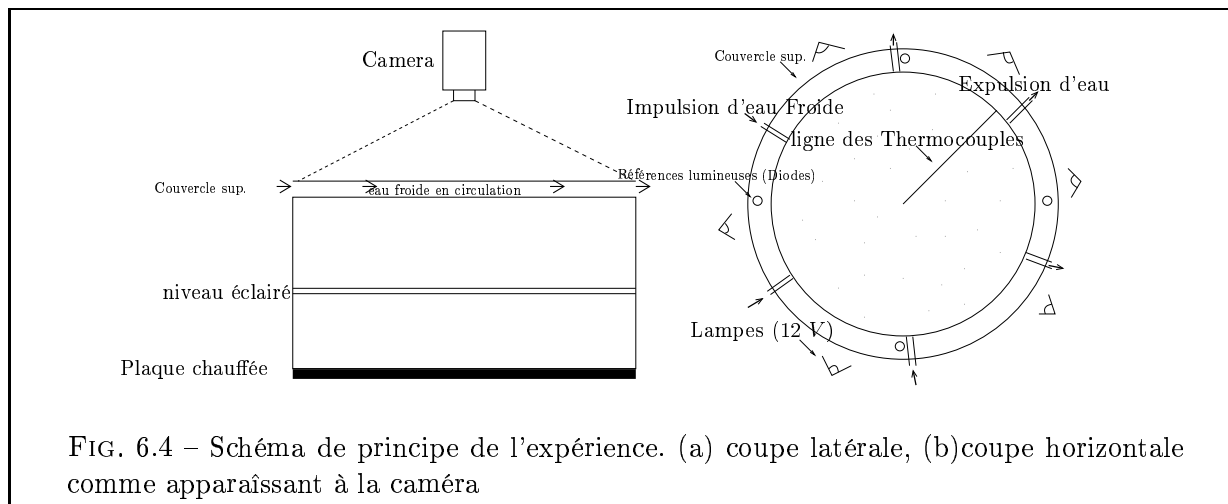 Camera
Couvercle sup.
eau froide en circulation
niveau éclairé
Plaque chauffée
Couvercle sup.
Expulsion d'eau
Impulsion d'eau Froide
ligne des Thermocouples
Références lumineuses (Diodes)
Lampes (12 V)
FIG. 6.4 – Schéma de principe de l'expérience. (a) coupe latérale, (b)coupe horizontale
comme apparaîssant à la caméra